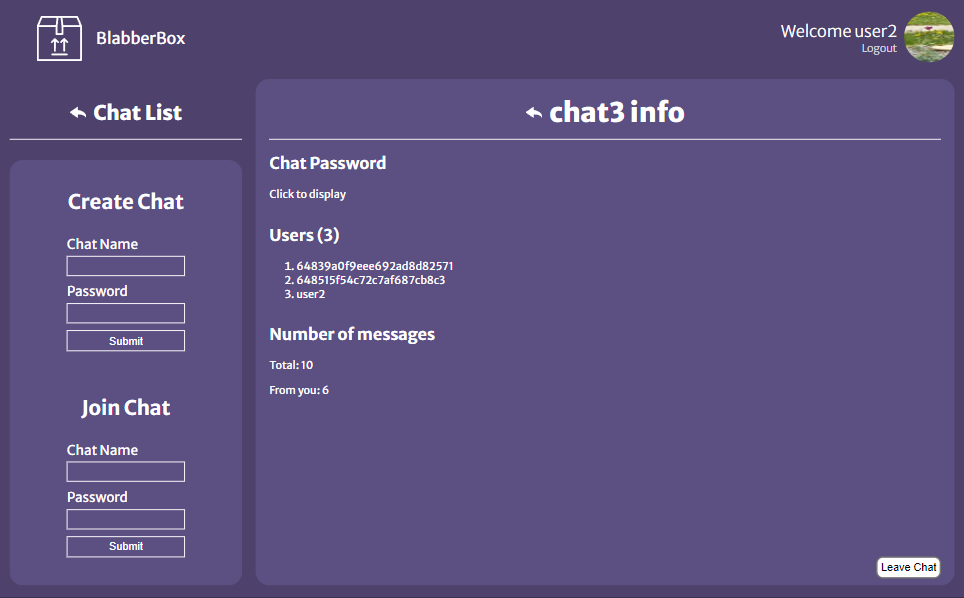 BlabberBox
Welcome user2
Logout
Chat List
Create Chat
Chat Name
Password
Submit
Join Chat
Chat Name
Password
Submit
chat3 info
Chat Password
Click to display
Users (3)
1. 64839a0f9eee692ad8d82571
2. 648515f54c72c7af687cb8c3
3. user2
Number of messages
Total: 10
From you: 6
Leave Chat